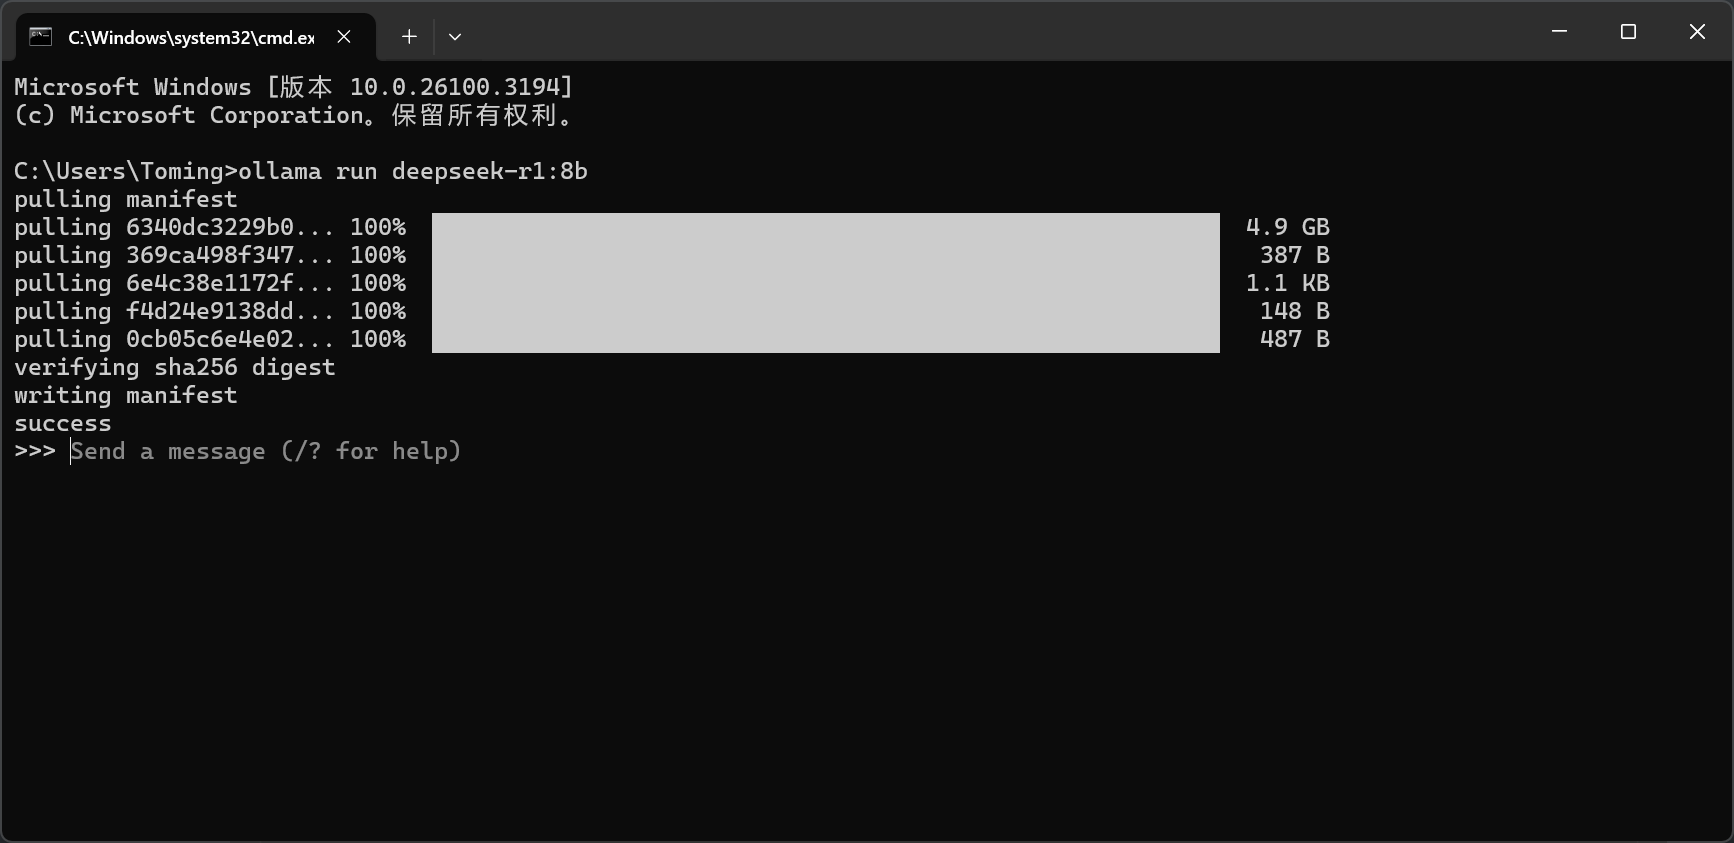 C:\Windows\system32\cmd.ex
Microsoft Windows [版本 10.0.26100.3194]
(c) Microsoft Corporation。保留所有权利。
C:\Users\Toming>ollama run deepseek-r1:8b
pulling manifest
pulling 6340dc3229b0... 100% 4.9 GB
pulling 369ca498f347... 100% 387 B
pulling 6e4c38e1172f... 100% 1.1 KB
pulling f4d24e9138dd... 100% 148 B
pulling 0cb05c6e4e02... 100% 487 B
verifying sha256 digest
writing manifest
success
>>> Send a message (/? for help)